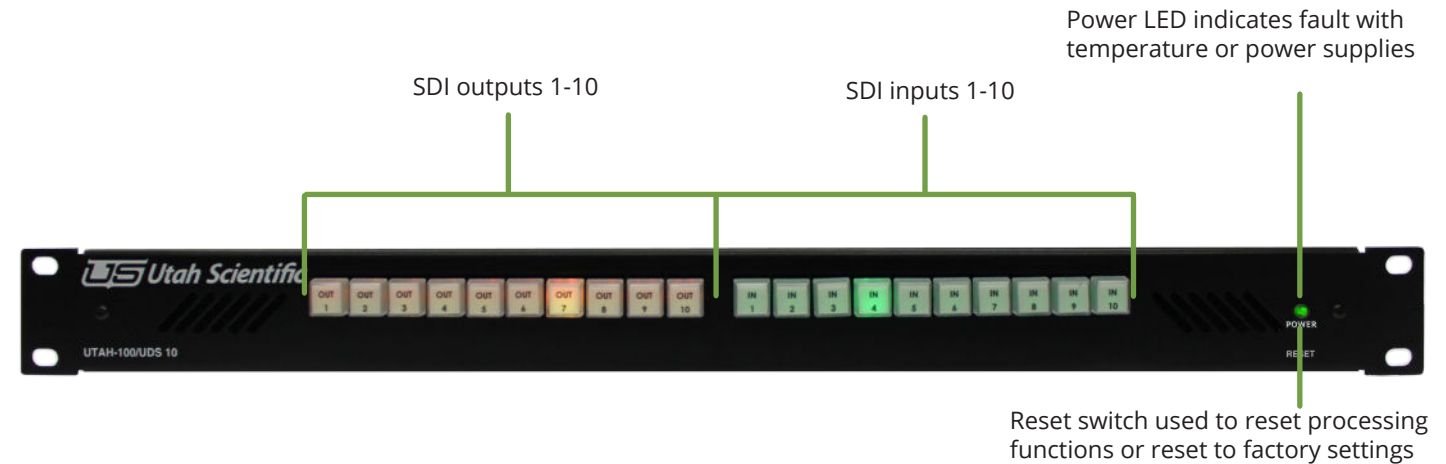 Power LED indicates fault with
temperature or power supplies
SDI outputs 1-10
SDI inputs 1-10
US Utah Scientific
OUT 1 OUT 2 OUT 3 OUT 4 OUT 5 OUT 6 OUT 7 OUT 8 OUT 9 OUT 10
IN 1 IN 2 IN 3 IN 4 IN 5 IN 6 IN 7 IN 8 IN 9 IN 10
POWER
UTAH-100/UDS 10
RESET
Reset switch used to reset processing
functions or reset to factory settings